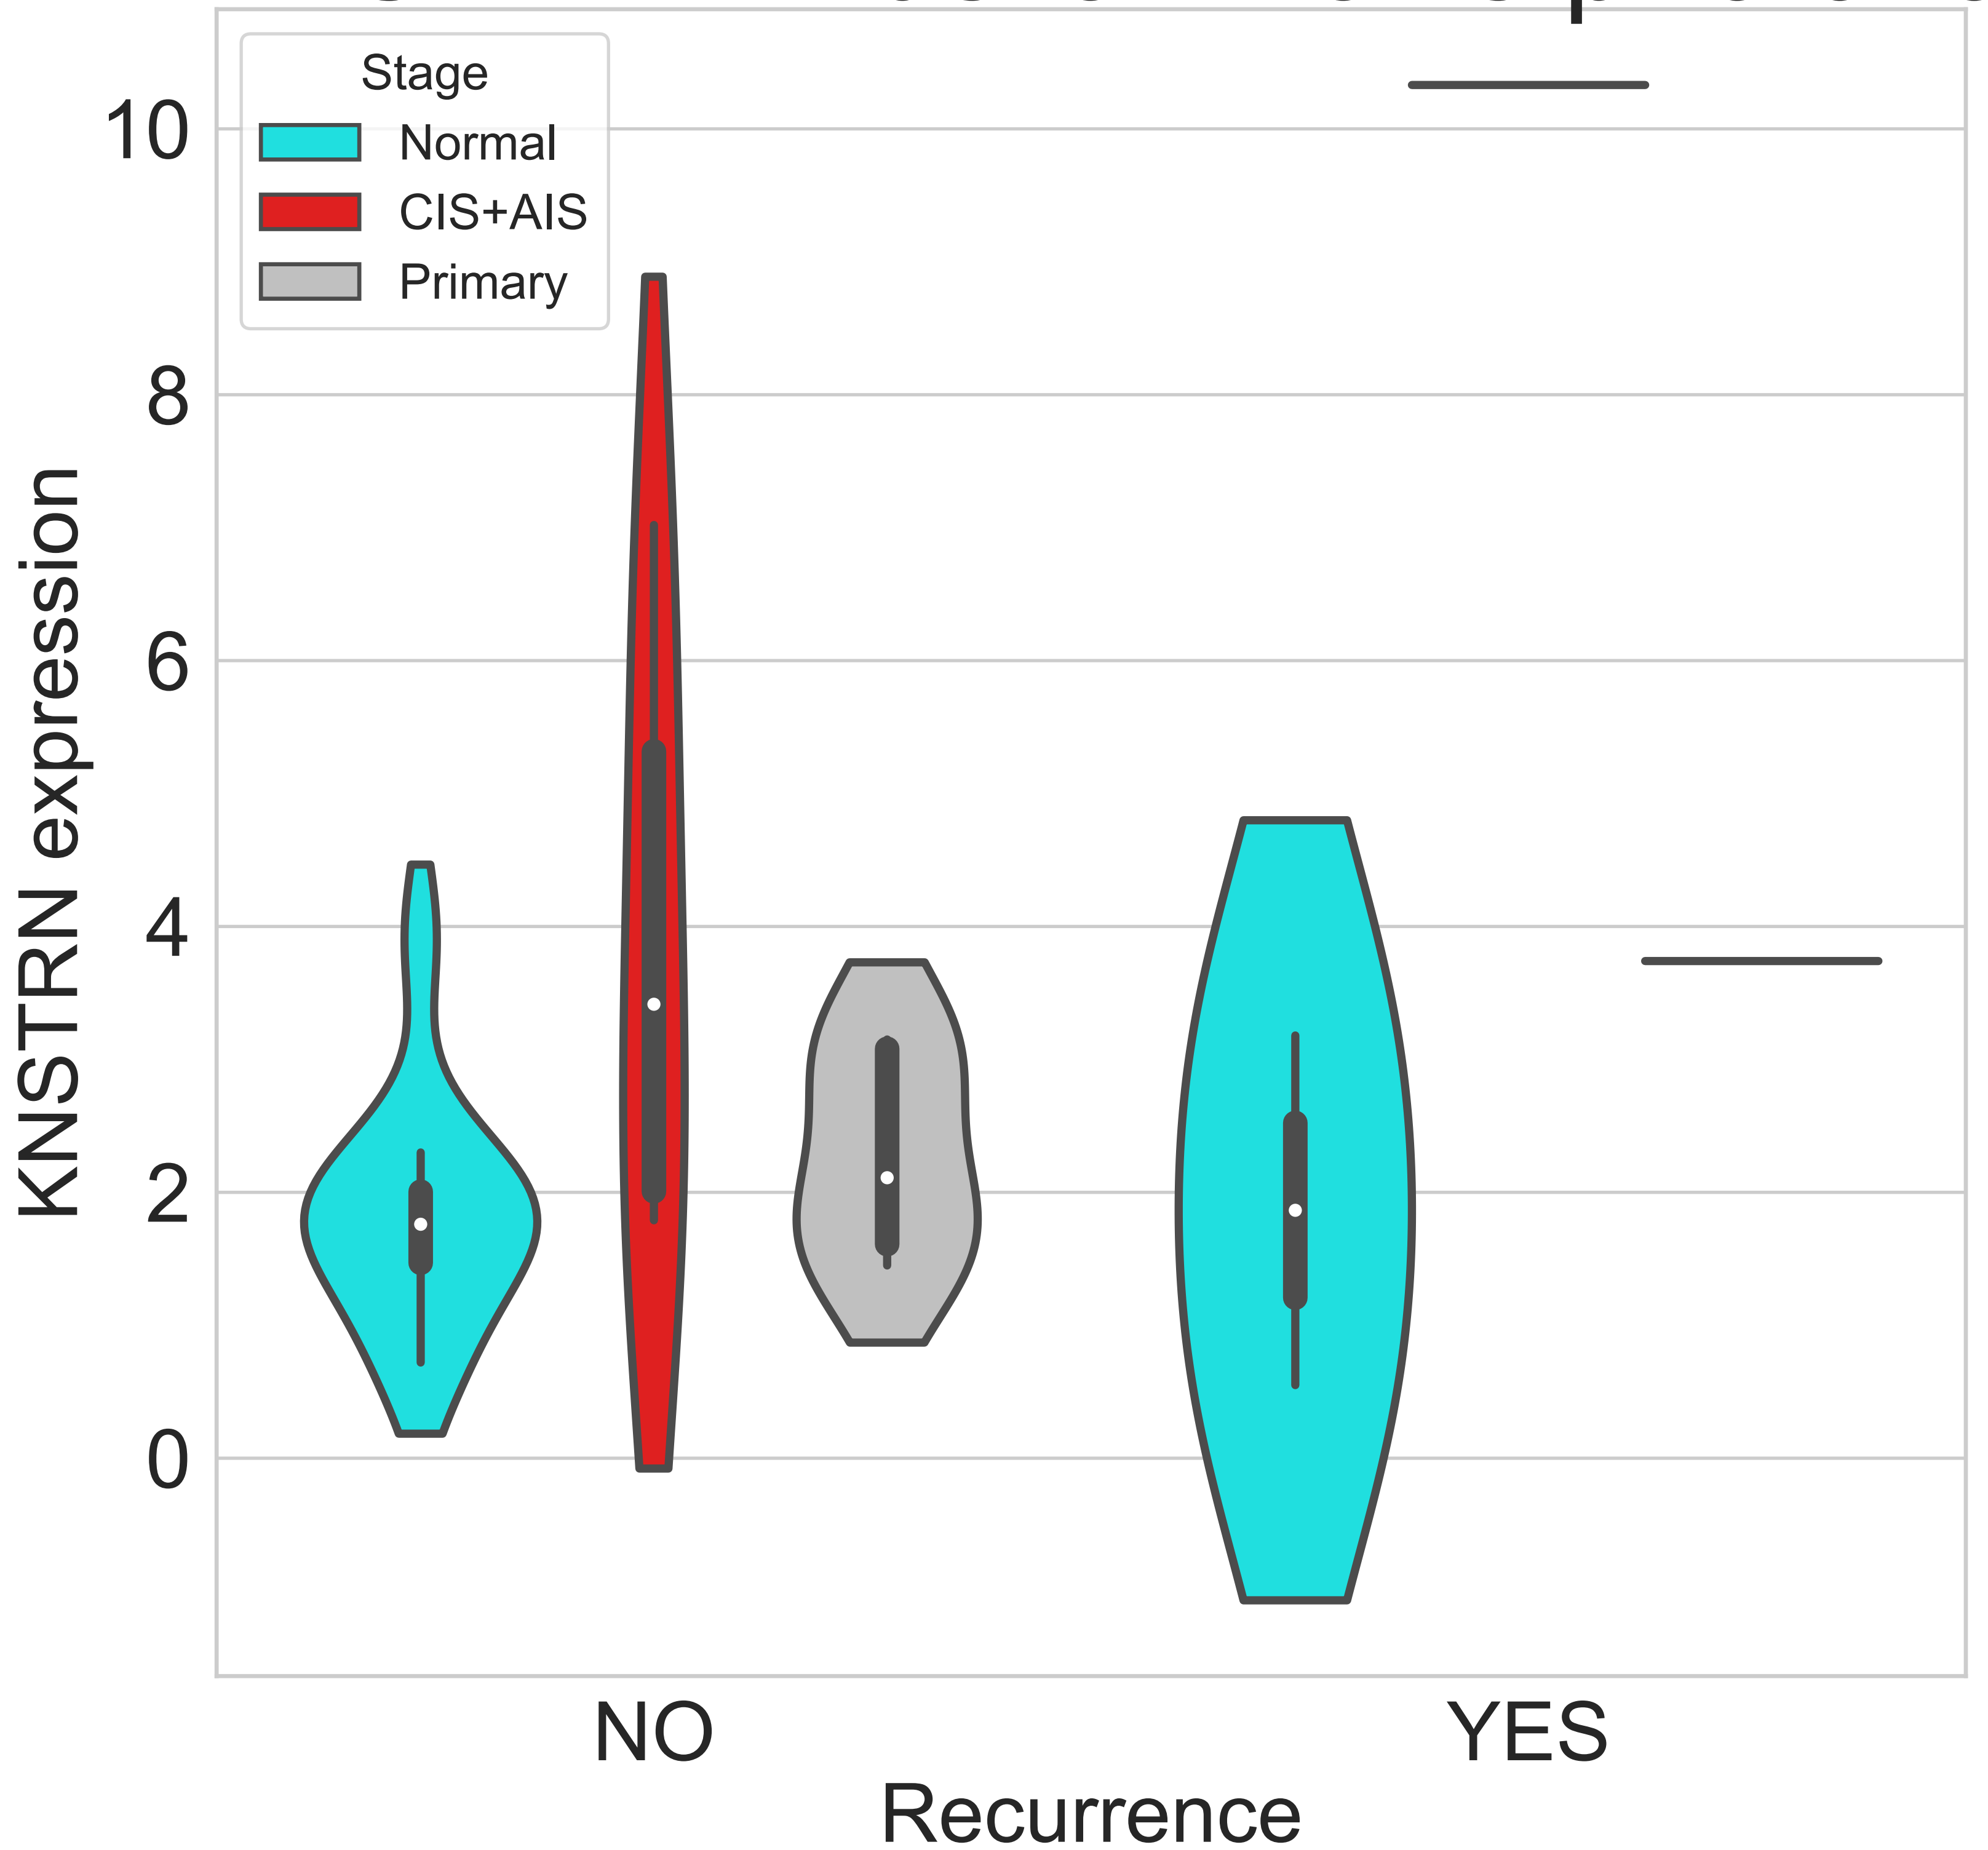 Stage
Normal
CIS+AIS
Primary
10
8
6
4
2
0
KNSTRN expression
NO
YES
Recurrence